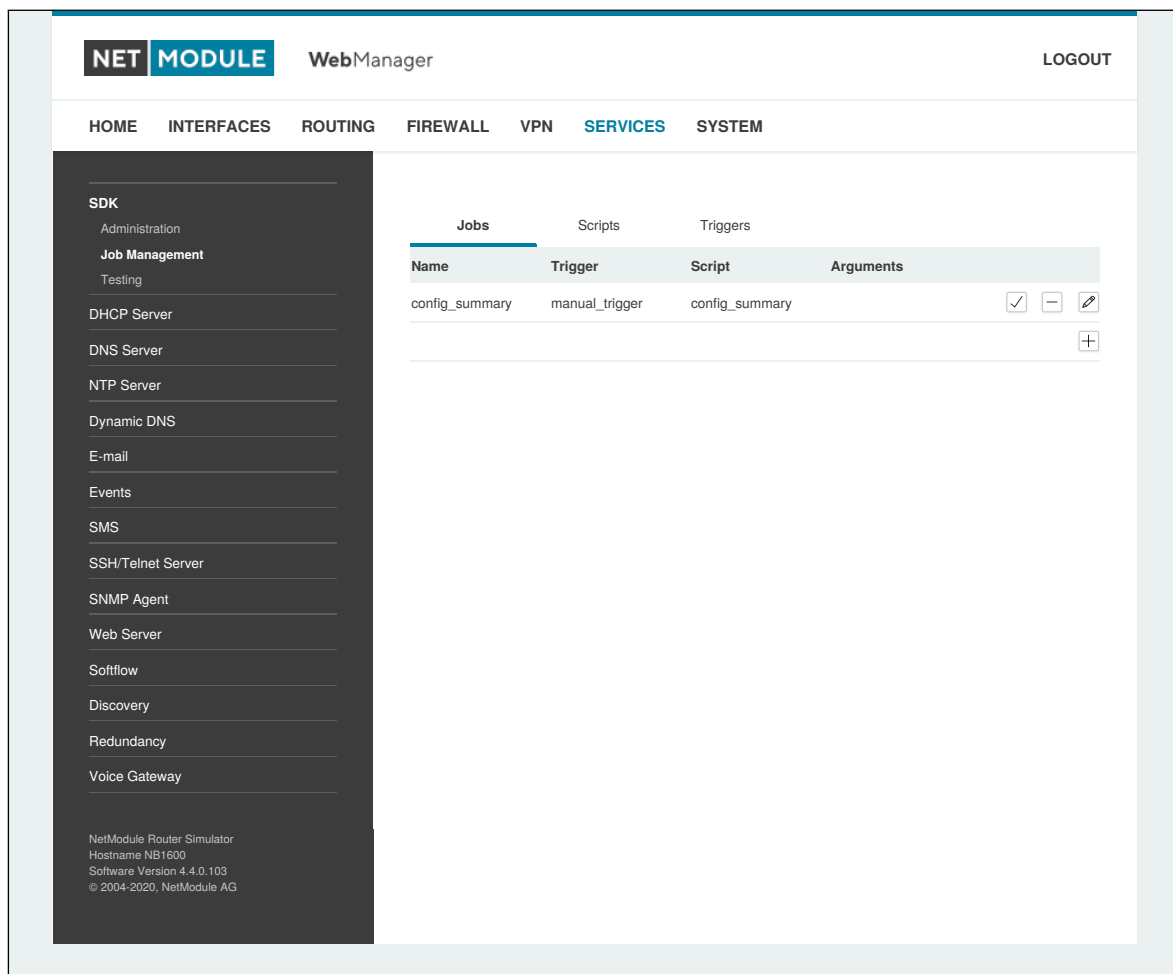 NET MODULE WebManager LOGOUT
HOME INTERFACES ROUTING FIREWALL VPN SERVICES SYSTEM
SDK
Administration
Job Management
Testing
DHCP Server
DNS Server
NTP Server
Dynamic DNS
E-mail
Events
SMS
SSH/Telnet Server
SNMP Agent
Web Server
Softflow
Discovery
Redundancy
Voice Gateway
NetModule Router Simulator
Hostname NB1600
Software Version 4.4.0.103
© 2004-2020, NetModule AG
Jobs Scripts Triggers
Name Trigger Script Arguments
config_summary manual_trigger config_summary